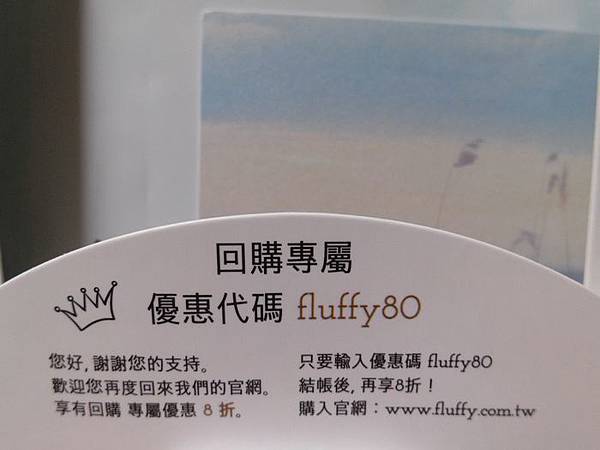 回購專屬
優惠代碼 fluffy80
您好, 謝謝您的支持。
歡迎您再度回來我們的官網。
享有回購 專屬優惠 8 折。
只要輸入優惠碼 fluffy80
結帳後, 再享8折！
購入官網：www.fluffy.com.tw